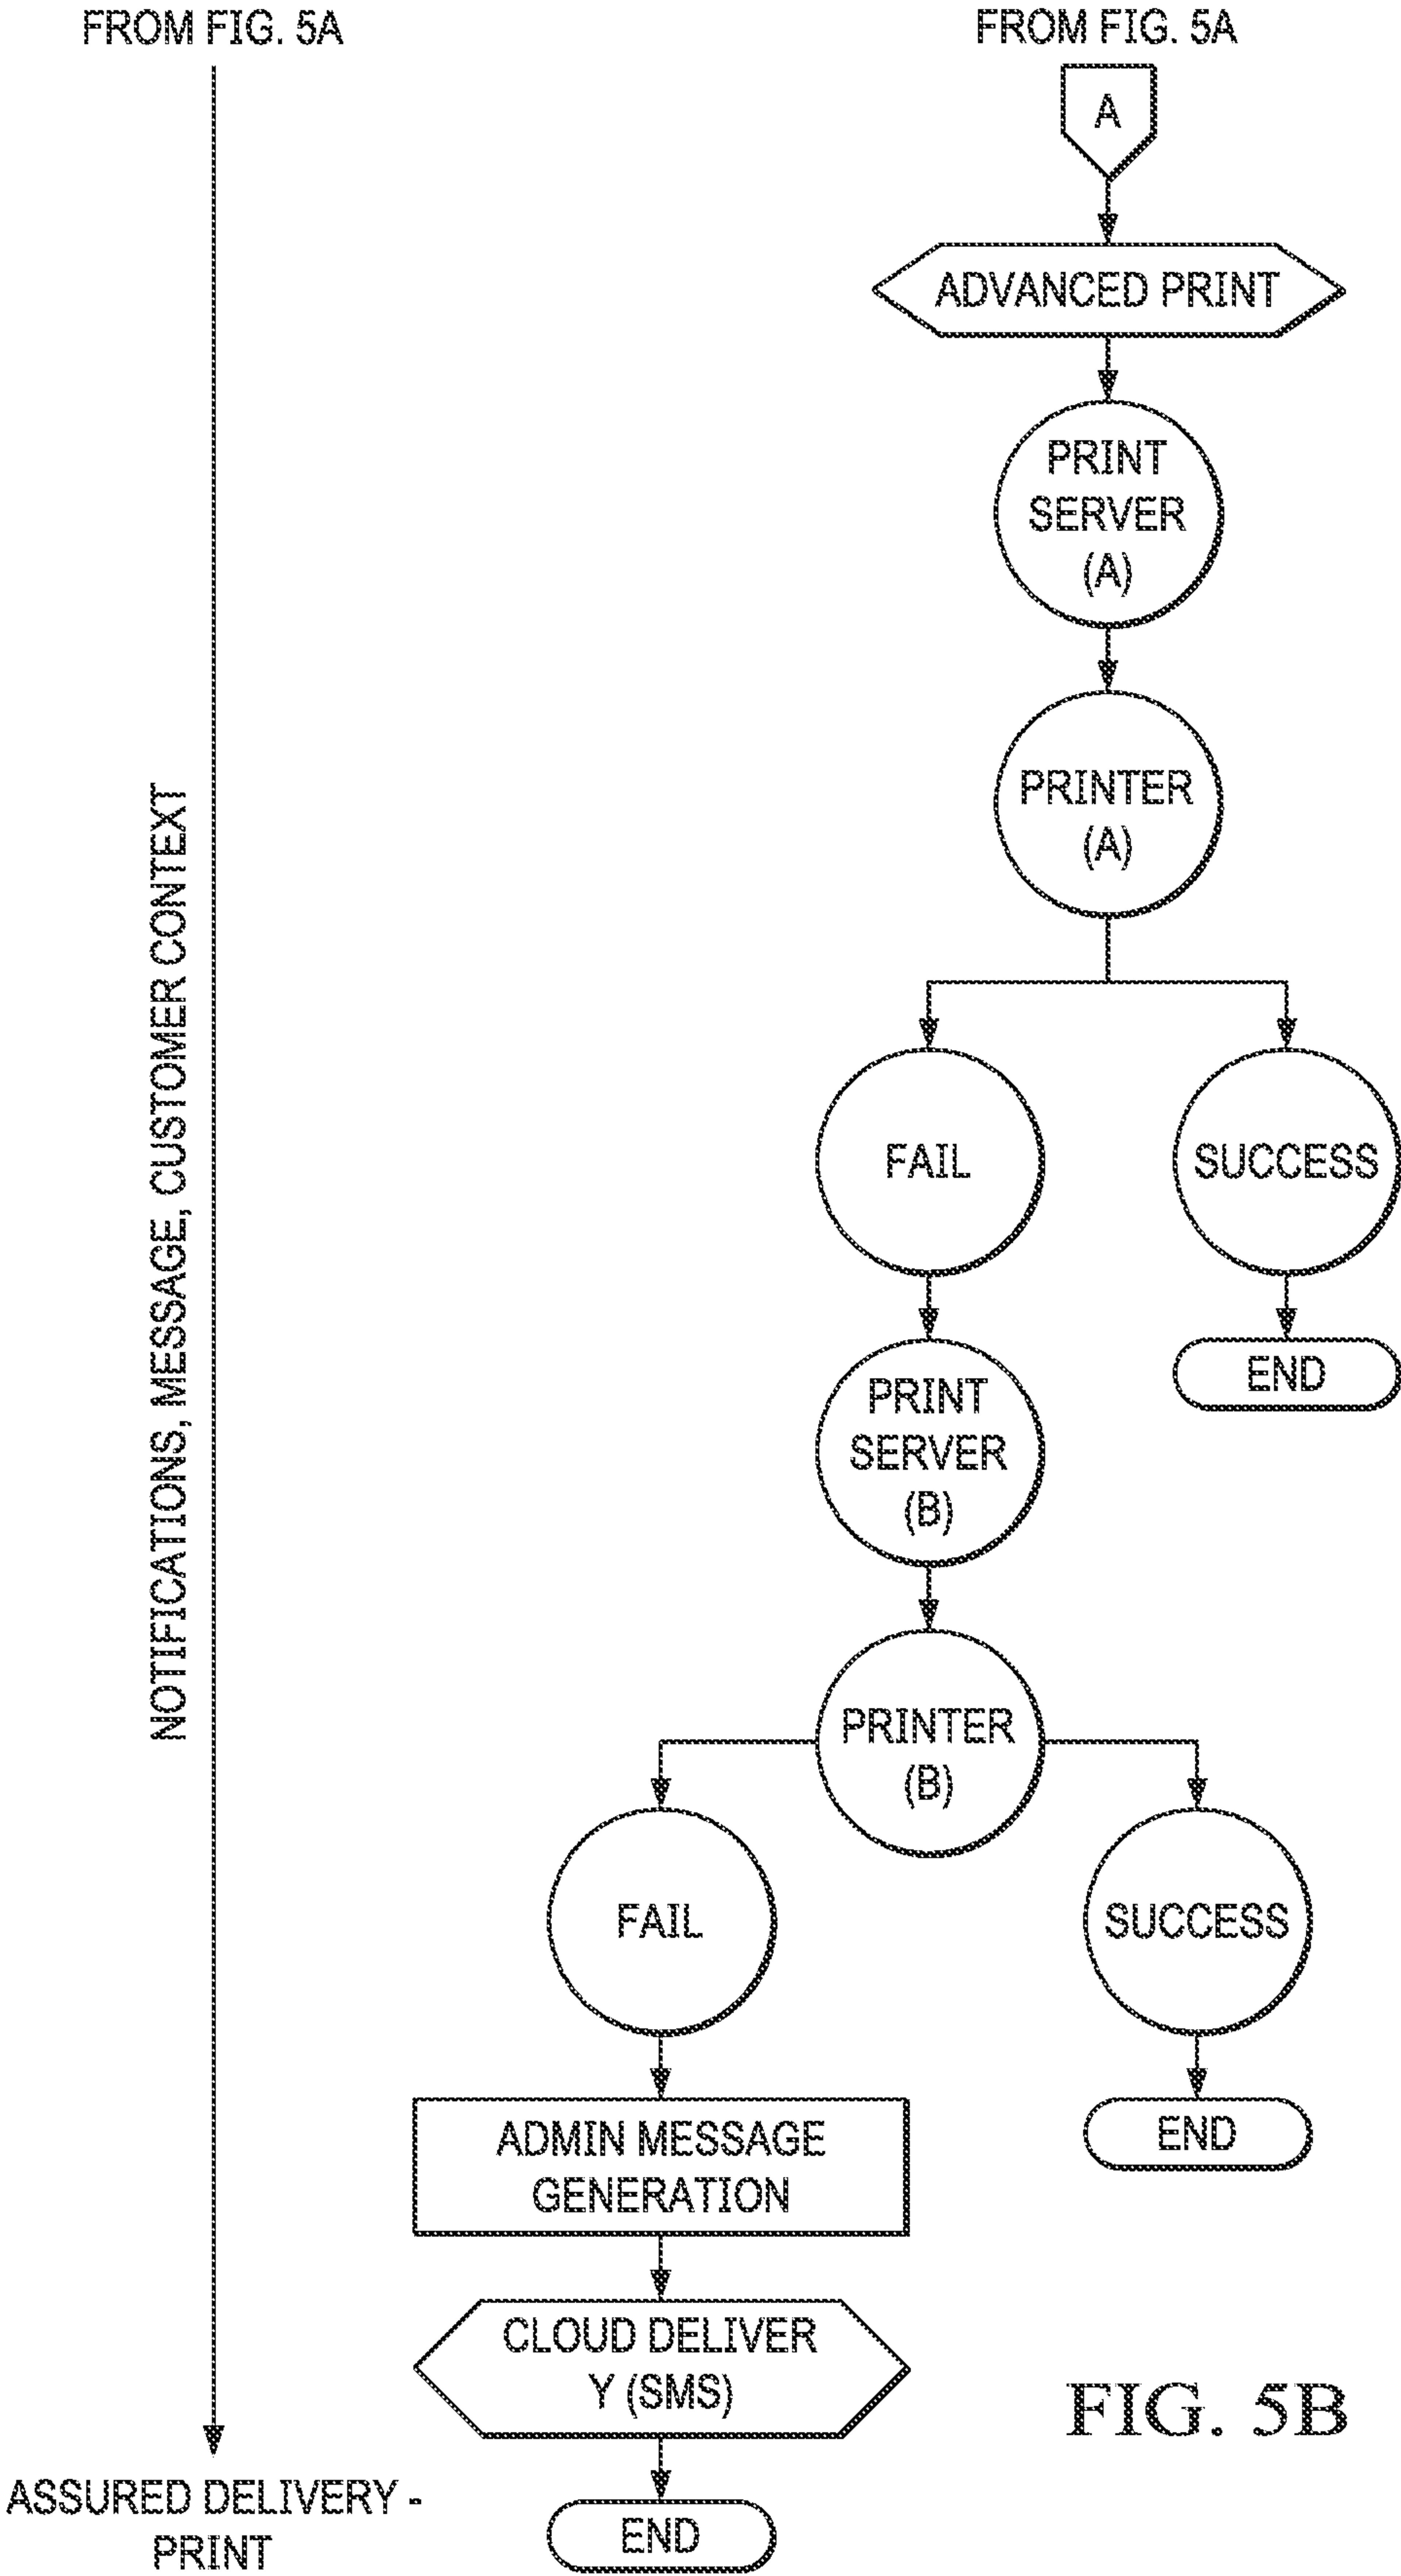 FROM FIG. 5A
FROM FIG. 5A
A
ADVANCED PRINT
PRINT
SERVER
(A)
PRINTER
(A)
NOTIFICATIONS, MESSAGE, CUSTOMER CONTEXT
FAIL
SUCCESS
PRINT
SERVER
(B)
END
PRINTER
(B)
FAIL
SUCCESS
ADMIN MESSAGE
GENERATION
END
CLOUD DELIVER
Y (SMS)
FIG. 5B
ASSURED DELIVERY -
PRINT
END